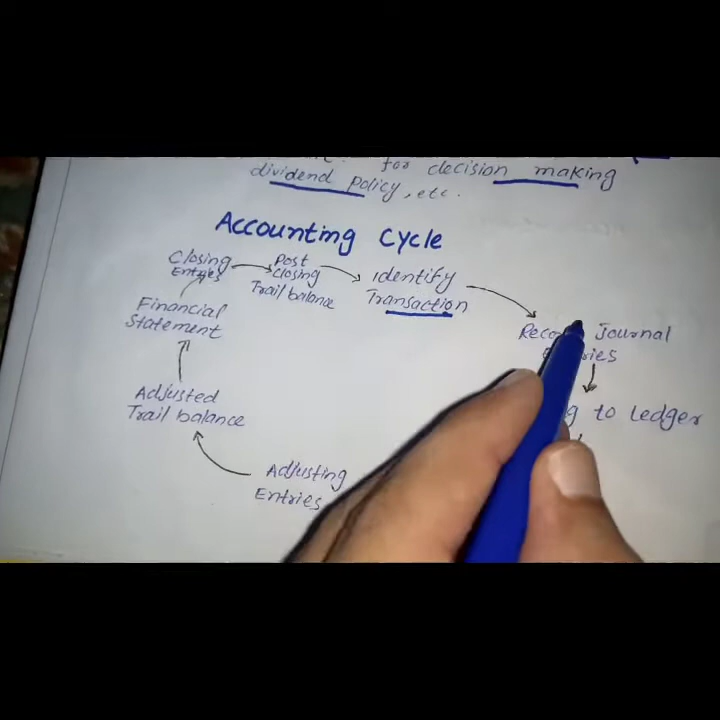 for decision making
dividend policy, etc.
Accounting Cycle
Closing
Entries
Post
Closing
Trail balance
Identify
Transaction
Journal
to Ledger
Adjusting
Entries
Adjusted
Trail balance
Financial
Statement